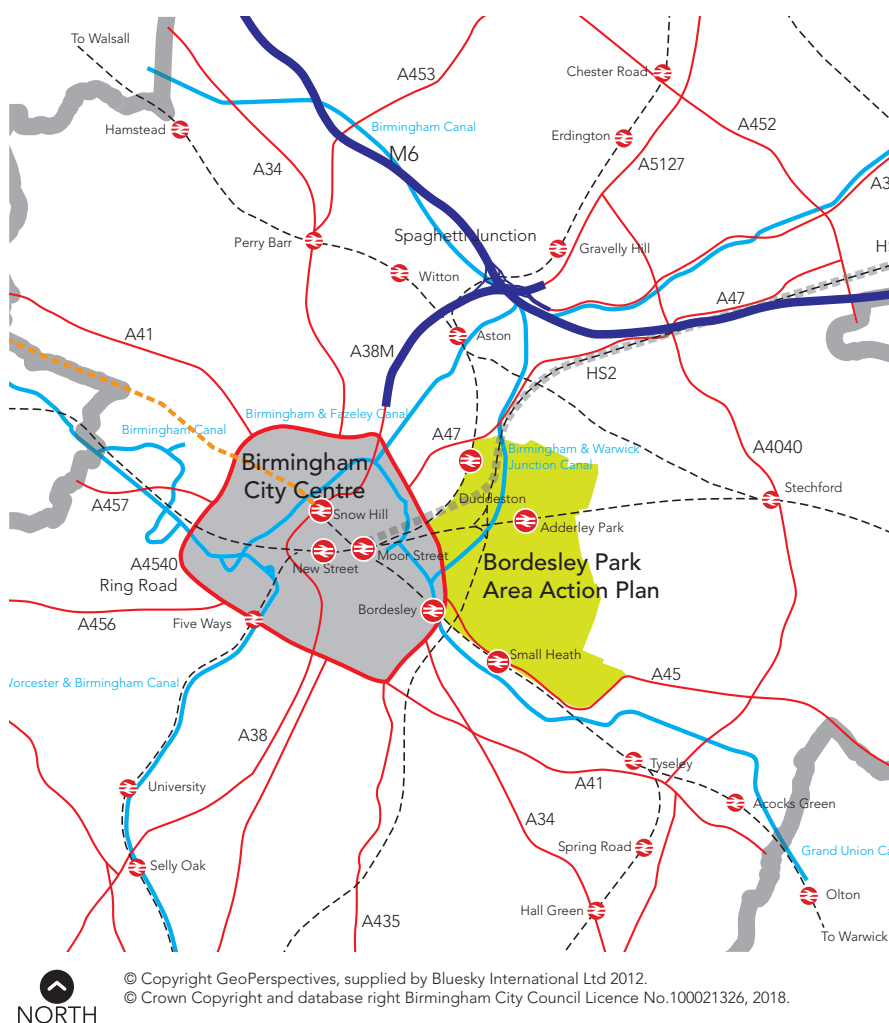 To Walsall
A453
Chester Road
Hamstead
Birmingham Canal
Erdington
A452
M6
A5127
A34
A3
Perry Barr
Spaghetti Junction
Gravelly Hill
HS
Witton
A47
A41
Aston
A38M
HS2
Birmingham & Fazeley Canal
Birmingham Canal
A47
Birmingham & Warwick
Junction Canal
A4040
Birmingham
City Centre
Stechford
A457
Duddeston
Snow Hill
Adderley Park
A4540
Ring Road
New Street
Moor Street
Bordesley Park
Area Action Plan
Bordesley
A456
Five Ways
Small Heath
A45
Worcester & Birmingham Canal
A38
Tyseley
University
A41
Acocks Green
A34
Spring Road
Grand Union Ca
Selly Oak
Olton
Hall Green
A435
To Warwick
NORTH
© Copyright GeoPerspectives, supplied by Bluesky International Ltd 2012.
© Crown Copyright and database right Birmingham City Council Licence No.100021326, 2018.